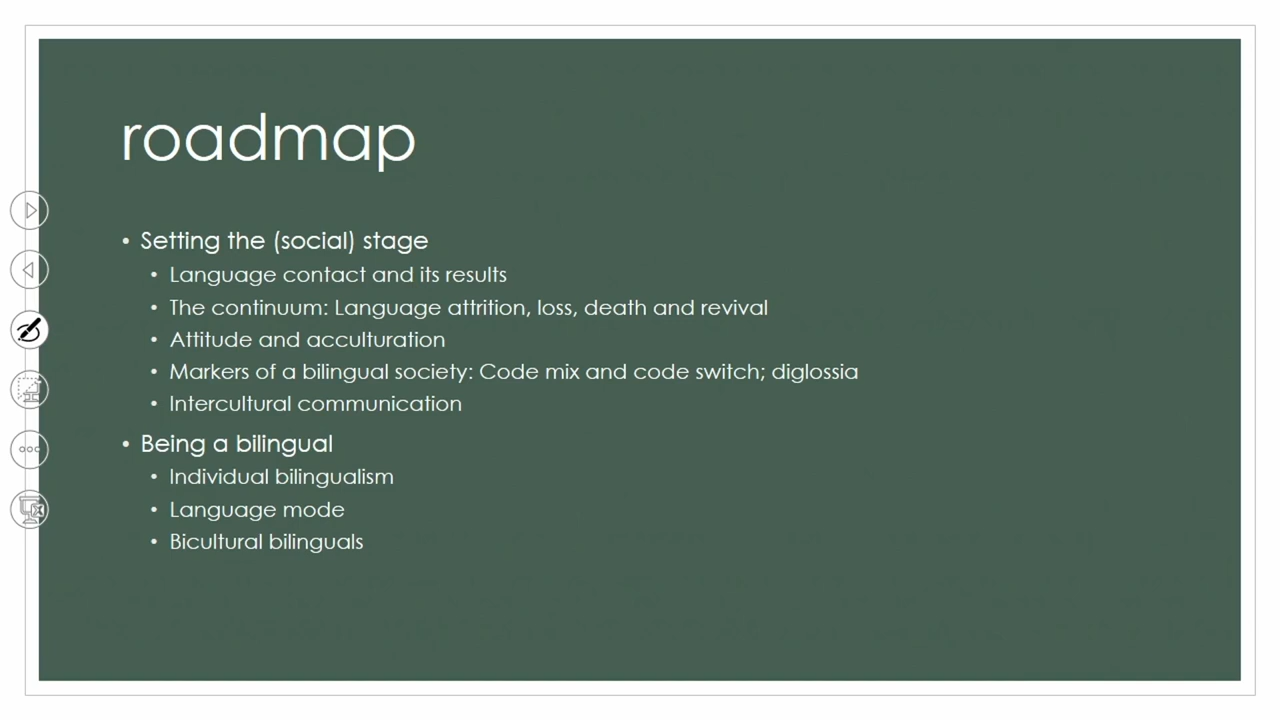 roadmap
• Setting the (social) stage
• Language contact and its results
• The continuum: Language attrition, loss, death and revival
• Attitude and acculturation
• Markers of a bilingual society: Code mix and code switch; diglossia
• Intercultural communication
• Being a bilingual
• Individual bilingualism
• Language mode
• Bicultural bilinguals